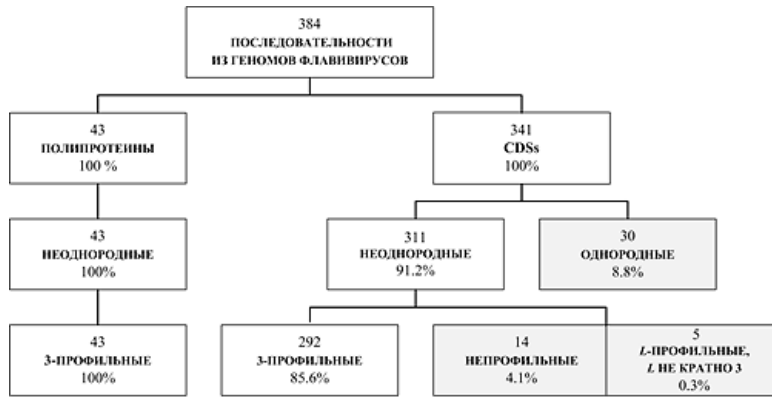 384
ПОСЛЕДОВАТЕЛЬНОСТИ
ИЗ ГЕНОМОВ ФЛАВИВИРУСОВ
43
ПОЛИПРОТЕИНЫ
100 %
341
CDSs
100%
43
НЕОДНОРОДНЫЕ
100%
311
НЕОДНОРОДНЫЕ
91.2%
30
ОДНОРОДНЫЕ
8.8%
43
3-ПРОФИЛЬНЫЕ
100%
292
3-ПРОФИЛЬНЫЕ
85.6%
14
НЕПРОФИЛЬНЫЕ
4.1%
5
L-ПРОФИЛЬНЫЕ,
L НЕ КРАТНО 3
0.3%